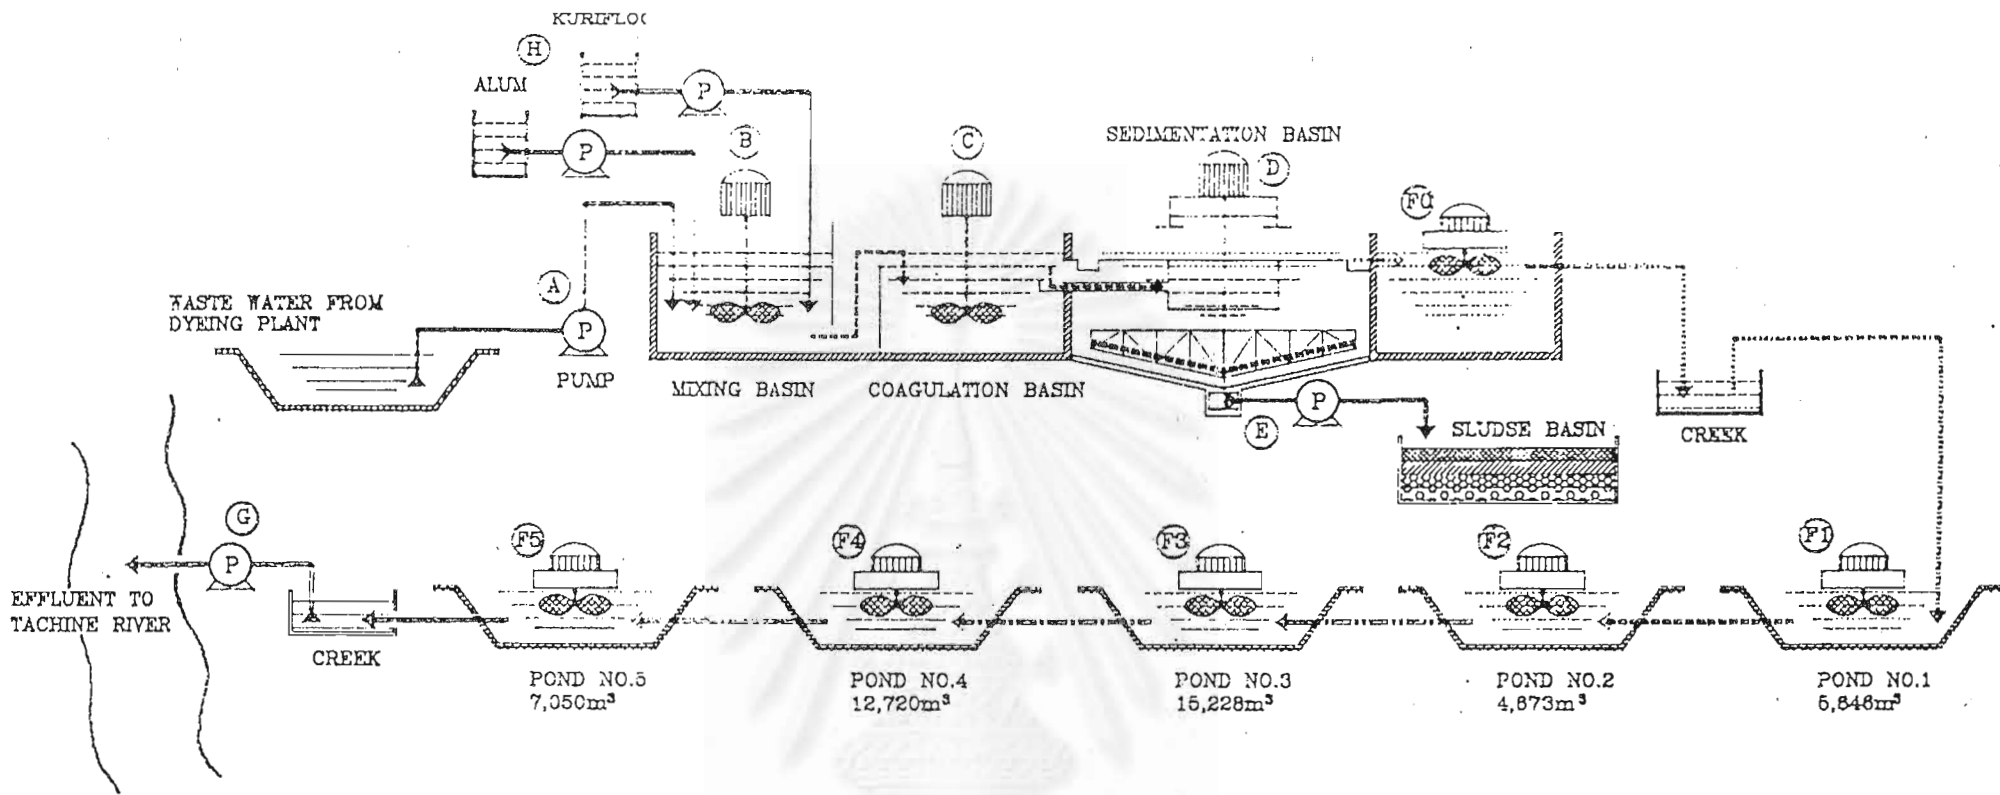 KURIFLOC
H
ALUM
P
P
B
C
SEDIMENTATION BASIN
D
F0
A
WASTE WATER FROM
DYEING PLANT
P
PUMP
MIXING BASIN
COAGULATION BASIN
P
E
SLUDSE BASIN
CREEK
G
P
EFFLUENT TO
TACHINE RIVER
CREEK
F5
F4
F3
F2
F1
POND NO.5
7,050m³
POND NO.4
12,720m³
POND NO.3
15,228m³
POND NO.2
4,873m³
POND NO.1